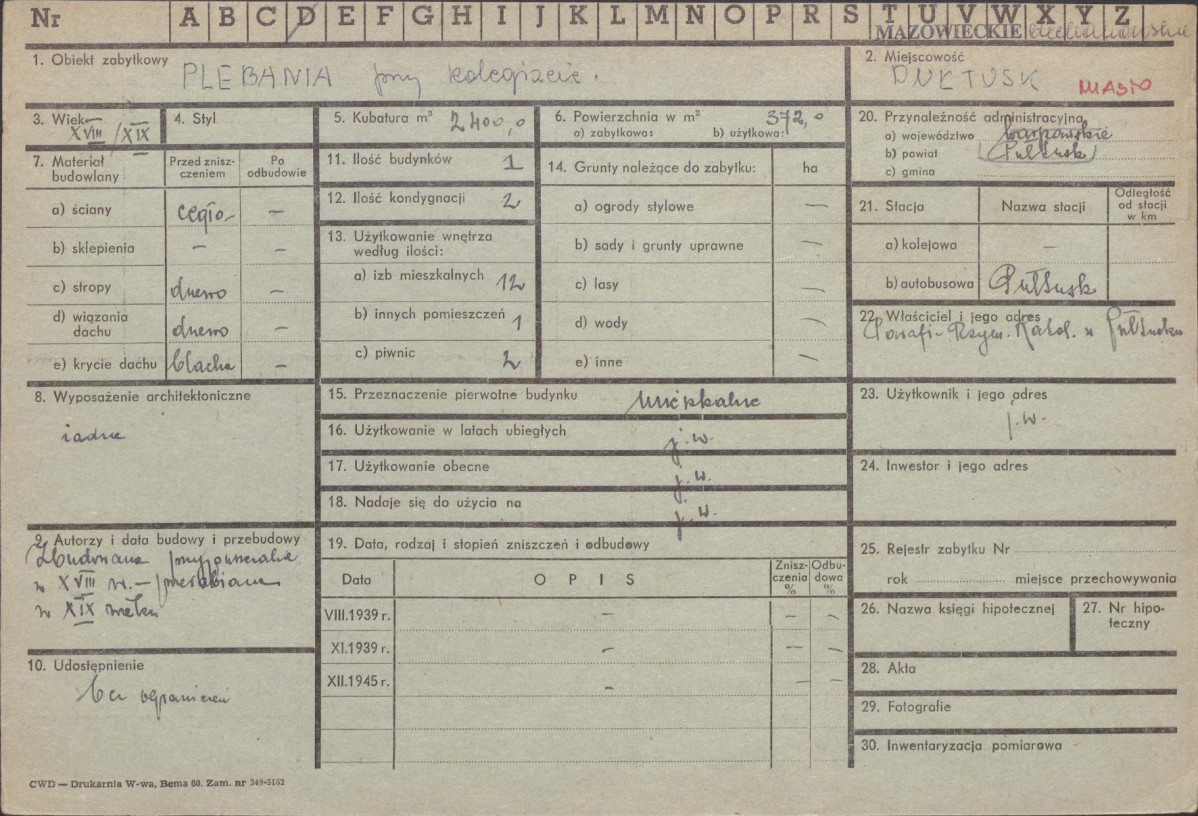 Nr A B C D E F G H I J K L M N O P R S T U V W X Y Z
MAZOWIECKIE
1. Obiekt zabytkowy PLEBANIA przy kolegiacie.
2. Miejscowość
PUŁTUSK MIASTO
3. Wiek
XVIII / XIX
4. Styl
5. Kubatura m³ 2400,0
6. Powierzchnia w m² 372,0
a) zabytkowa: b) użytkowa:
20. Przynależność administracyjna
a) województwo Warszawskie
b) powiat (Pułtusk)
c) gmina
7. Materiał budowlany
Przed zniszczeniem
Po odbudowie
a) ściany cegło- —
b) sklepienia — —
c) stropy drewo —
d) wiązania dachu drewo —
e) krycie dachu blacha —
11. Ilość budynków 1
12. Ilość kondygnacji 2
13. Użytkowanie wnętrza
według ilości:
a) izb mieszkalnych 12
b) innych pomieszczeń 1
c) piwnic 2
14. Grunty należące do zabytku: ha
a) ogrody stylowe —
b) sady i grunty uprawne —
c) lasy —
d) wody —
e) inne —
21. Stacja Nazwa stacji
Odległość od stacji w km
a) kolejowa —
b) autobusowa Pułtusk
22. Właściciel i jego adres
Parafi-Rzym. Katol. w Pułtusku
8. Wyposażenie architektoniczne
żadne
15. Przeznaczenie pierwotne budynku mieszkalne
16. Użytkowanie w latach ubiegłych j.w.
17. Użytkowanie obecne j.w.
18. Nadaje się do użycia na j.w.
23. Użytkownik i jego adres
j.w.
24. Inwestor i jego adres
9. Autorzy i data budowy i przebudowy
Zbudowana przypuszczalnie
w XVIII w. – przerabiana
w XIX wieku
19. Data, rodzaj i stopień zniszczeń i odbudowy
Data OPIS Zniszczenia % Odbudowa %
VIII.1939 r. — — —
XI.1939 r. — — —
XII.1945 r. — — —
25. Rejestr zabytku Nr
rok miejsce przechowywania
26. Nazwa księgi hipotecznej
27. Nr hipoteczny
10. Udostępnienie
bez ograniczeń
28. Akta
29. Fotografie
30. Inwentaryzacja pomiarowa
CWD — Drukarnia W-wa, Bema 60. Zam. nr 349-5162